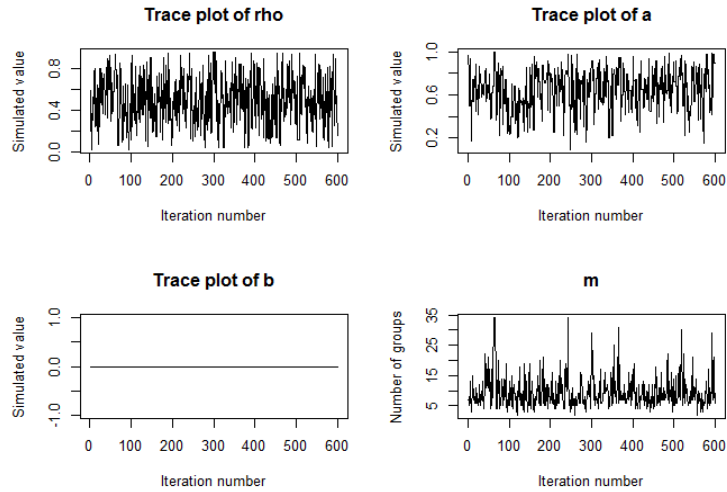 Trace plot of rho
Simulated value
0.0 0.4 0.8
0 100 200 300 400 500 600
Iteration number
Trace plot of a
Simulated value
0.2 0.6 1.0
0 100 200 300 400 500 600
Iteration number
Trace plot of b
Simulated value
-1.0 0.0 1.0
0 100 200 300 400 500 600
Iteration number
m
Number of groups
5 15 25 35
0 100 200 300 400 500 600
Iteration number